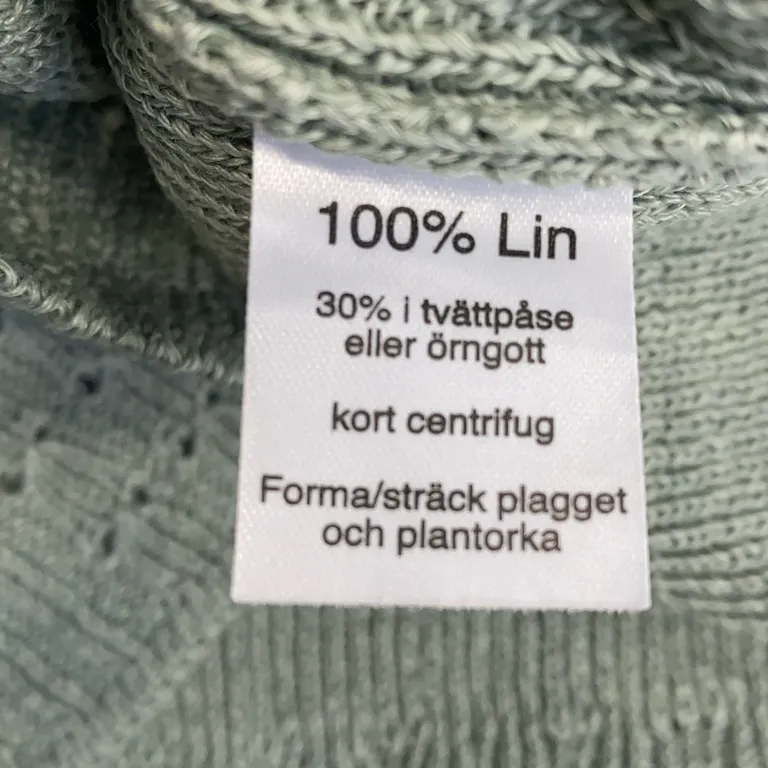 100% Lin
30% i tvättpåse
eller örngott
kort centrifug
Forma/sträck plagget
och plantorka